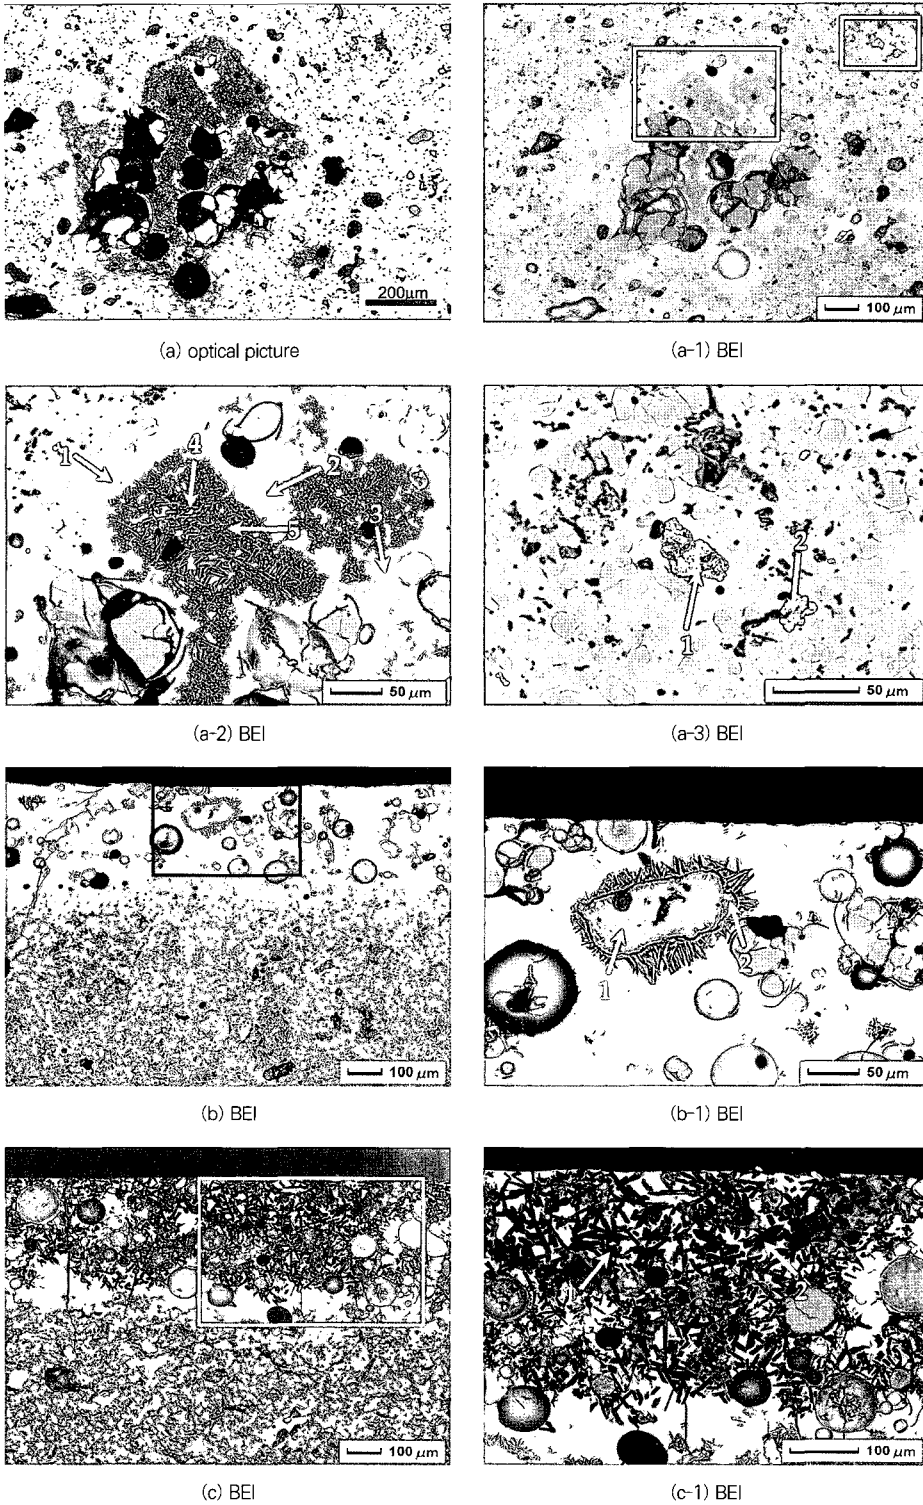 200μm
100 μm
(a) optical picture
(a-1) BEI
1
4
2
3
5
50 μm
2
1
50 μm
(a-2) BEI
(a-3) BEI
100 μm
1
2
50 μm
(b) BEI
(b-1) BEI
100 μm
1
2
100 μm
(c) BEI
(c-1) BEI